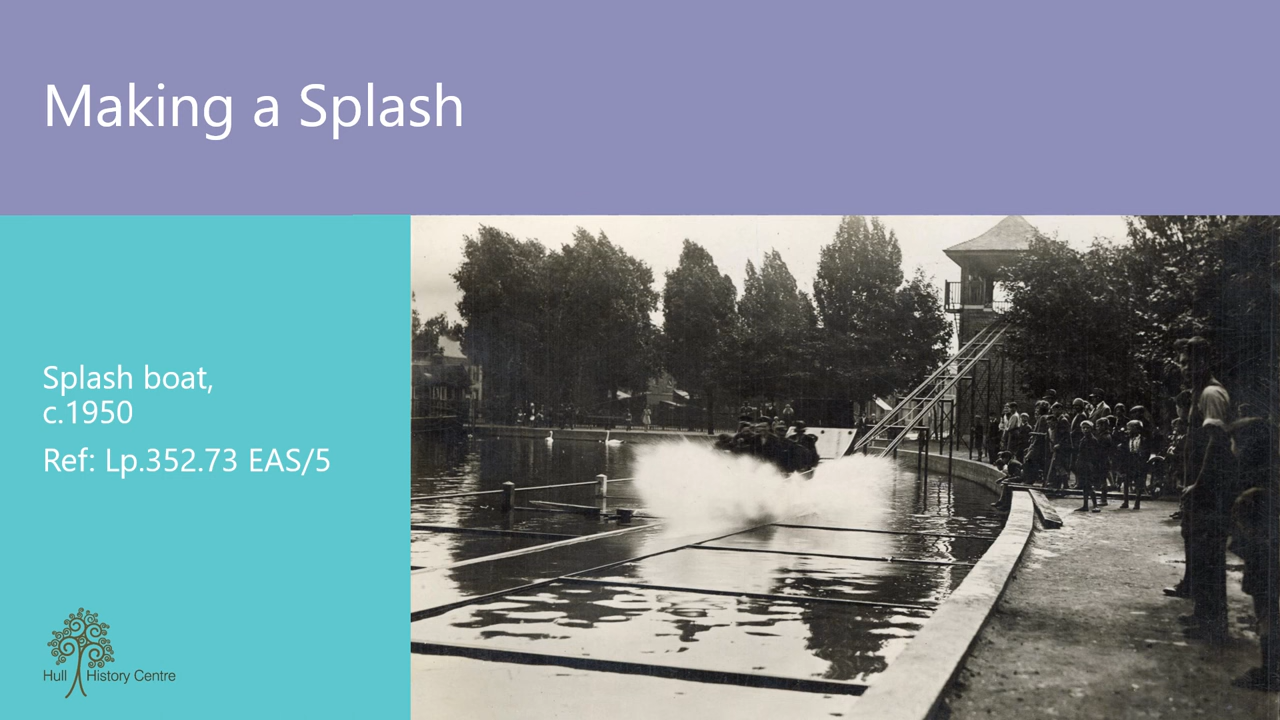 Making a Splash
Splash boat,
c.1950
Ref: Lp.352.73 EAS/5
Hull History Centre